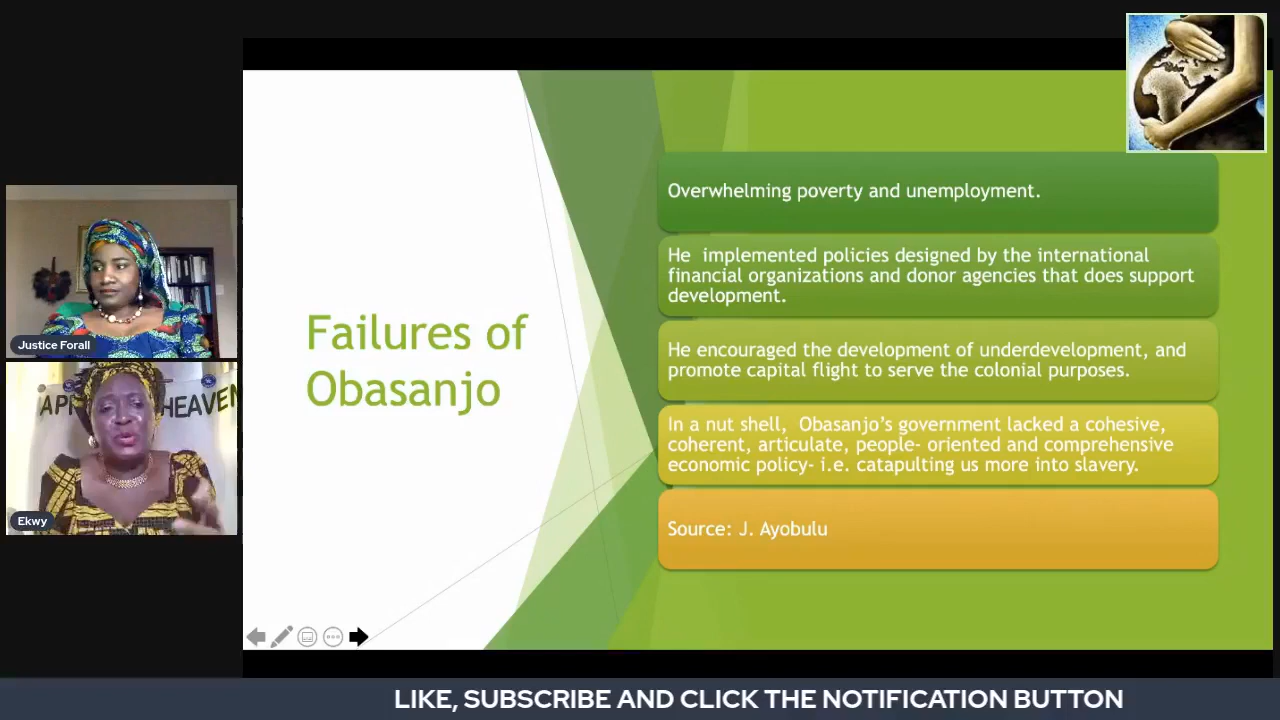 Justice Forall
APP HEAVEN
Ekwy
Failures of
Obasanjo
Overwhelming poverty and unemployment.
He implemented policies designed by the international
financial organizations and donor agencies that does support
development.
He encouraged the development of underdevelopment, and
promote capital flight to serve the colonial purposes.
In a nut shell, Obasanjo's government lacked a cohesive,
coherent, articulate, people- oriented and comprehensive
economic policy- i.e. catapulting us more into slavery.
Source: J. Ayobulu
LIKE, SUBSCRIBE AND CLICK THE NOTIFICATION BUTTON